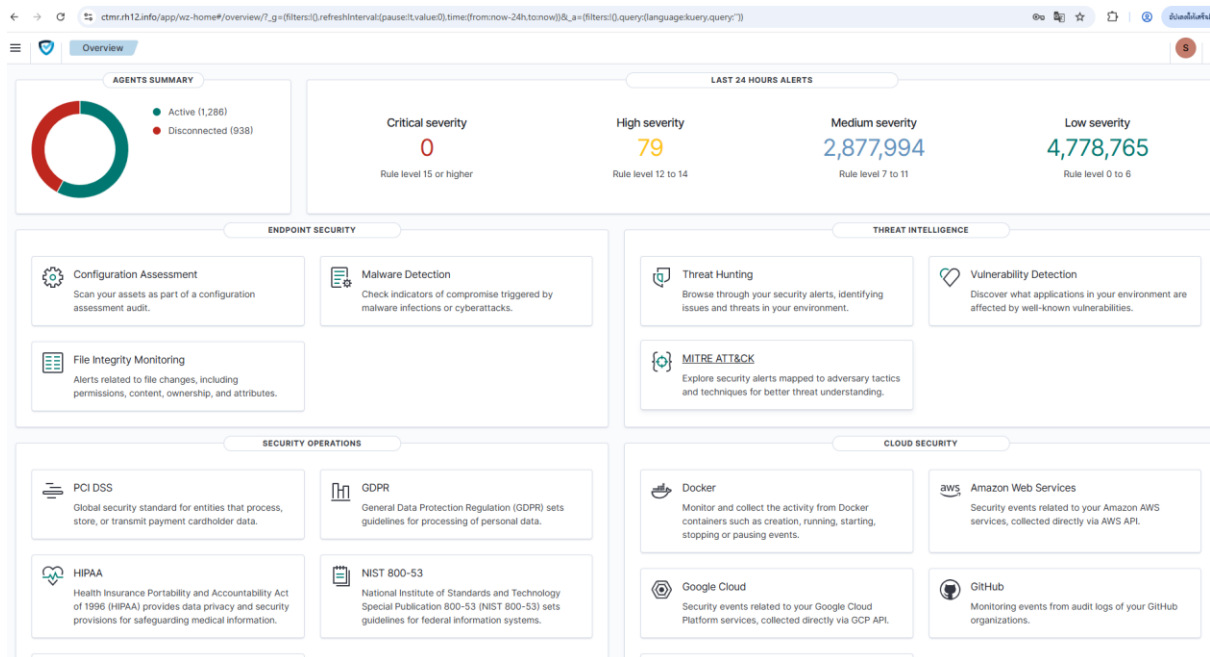 ctmr.rh12.info/app/wz-home#/overview/?_g=(filters:!(),refreshInterval:(pause:!t,value:0),time:(from:now-24h,to:now))&_a=(filters:!(),query:(language:kuery,query:''))
Overview
S
AGENTS SUMMARY
Active (1,286)
Disconnected (938)
LAST 24 HOURS ALERTS
Critical severity
0
Rule level 15 or higher
High severity
79
Rule level 12 to 14
Medium severity
2,877,994
Rule level 7 to 11
Low severity
4,778,765
Rule level 0 to 6
ENDPOINT SECURITY
Configuration Assessment
Scan your assets as part of a configuration
assessment audit.
Malware Detection
Check indicators of compromise triggered by
malware infections or cyberattacks.
File Integrity Monitoring
Alerts related to file changes, including
permissions, content, ownership, and attributes.
THREAT INTELLIGENCE
Threat Hunting
Browse through your security alerts, identifying
issues and threats in your environment.
Vulnerability Detection
Discover what applications in your environment are
affected by well-known vulnerabilities.
MITRE ATT&CK
Explore security alerts mapped to adversary tactics
and techniques for better threat understanding.
SECURITY OPERATIONS
PCI DSS
Global security standard for entities that process,
store, or transmit payment cardholder data.
GDPR
General Data Protection Regulation (GDPR) sets
guidelines for processing of personal data.
HIPAA
Health Insurance Portability and Accountability Act
of 1996 (HIPAA) provides data privacy and security
provisions for safeguarding medical information.
NIST 800-53
National Institute of Standards and Technology
Special Publication 800-53 (NIST 800-53) sets
guidelines for federal information systems.
CLOUD SECURITY
Docker
Monitor and collect the activity from Docker
containers such as creation, running, starting,
stopping or pausing events.
aws
Amazon Web Services
Security events related to your Amazon AWS
services, collected directly via AWS API.
Google Cloud
Security events related to your Google Cloud
Platform services, collected directly via GCP API.
GitHub
Monitoring events from audit logs of your GitHub
organizations.